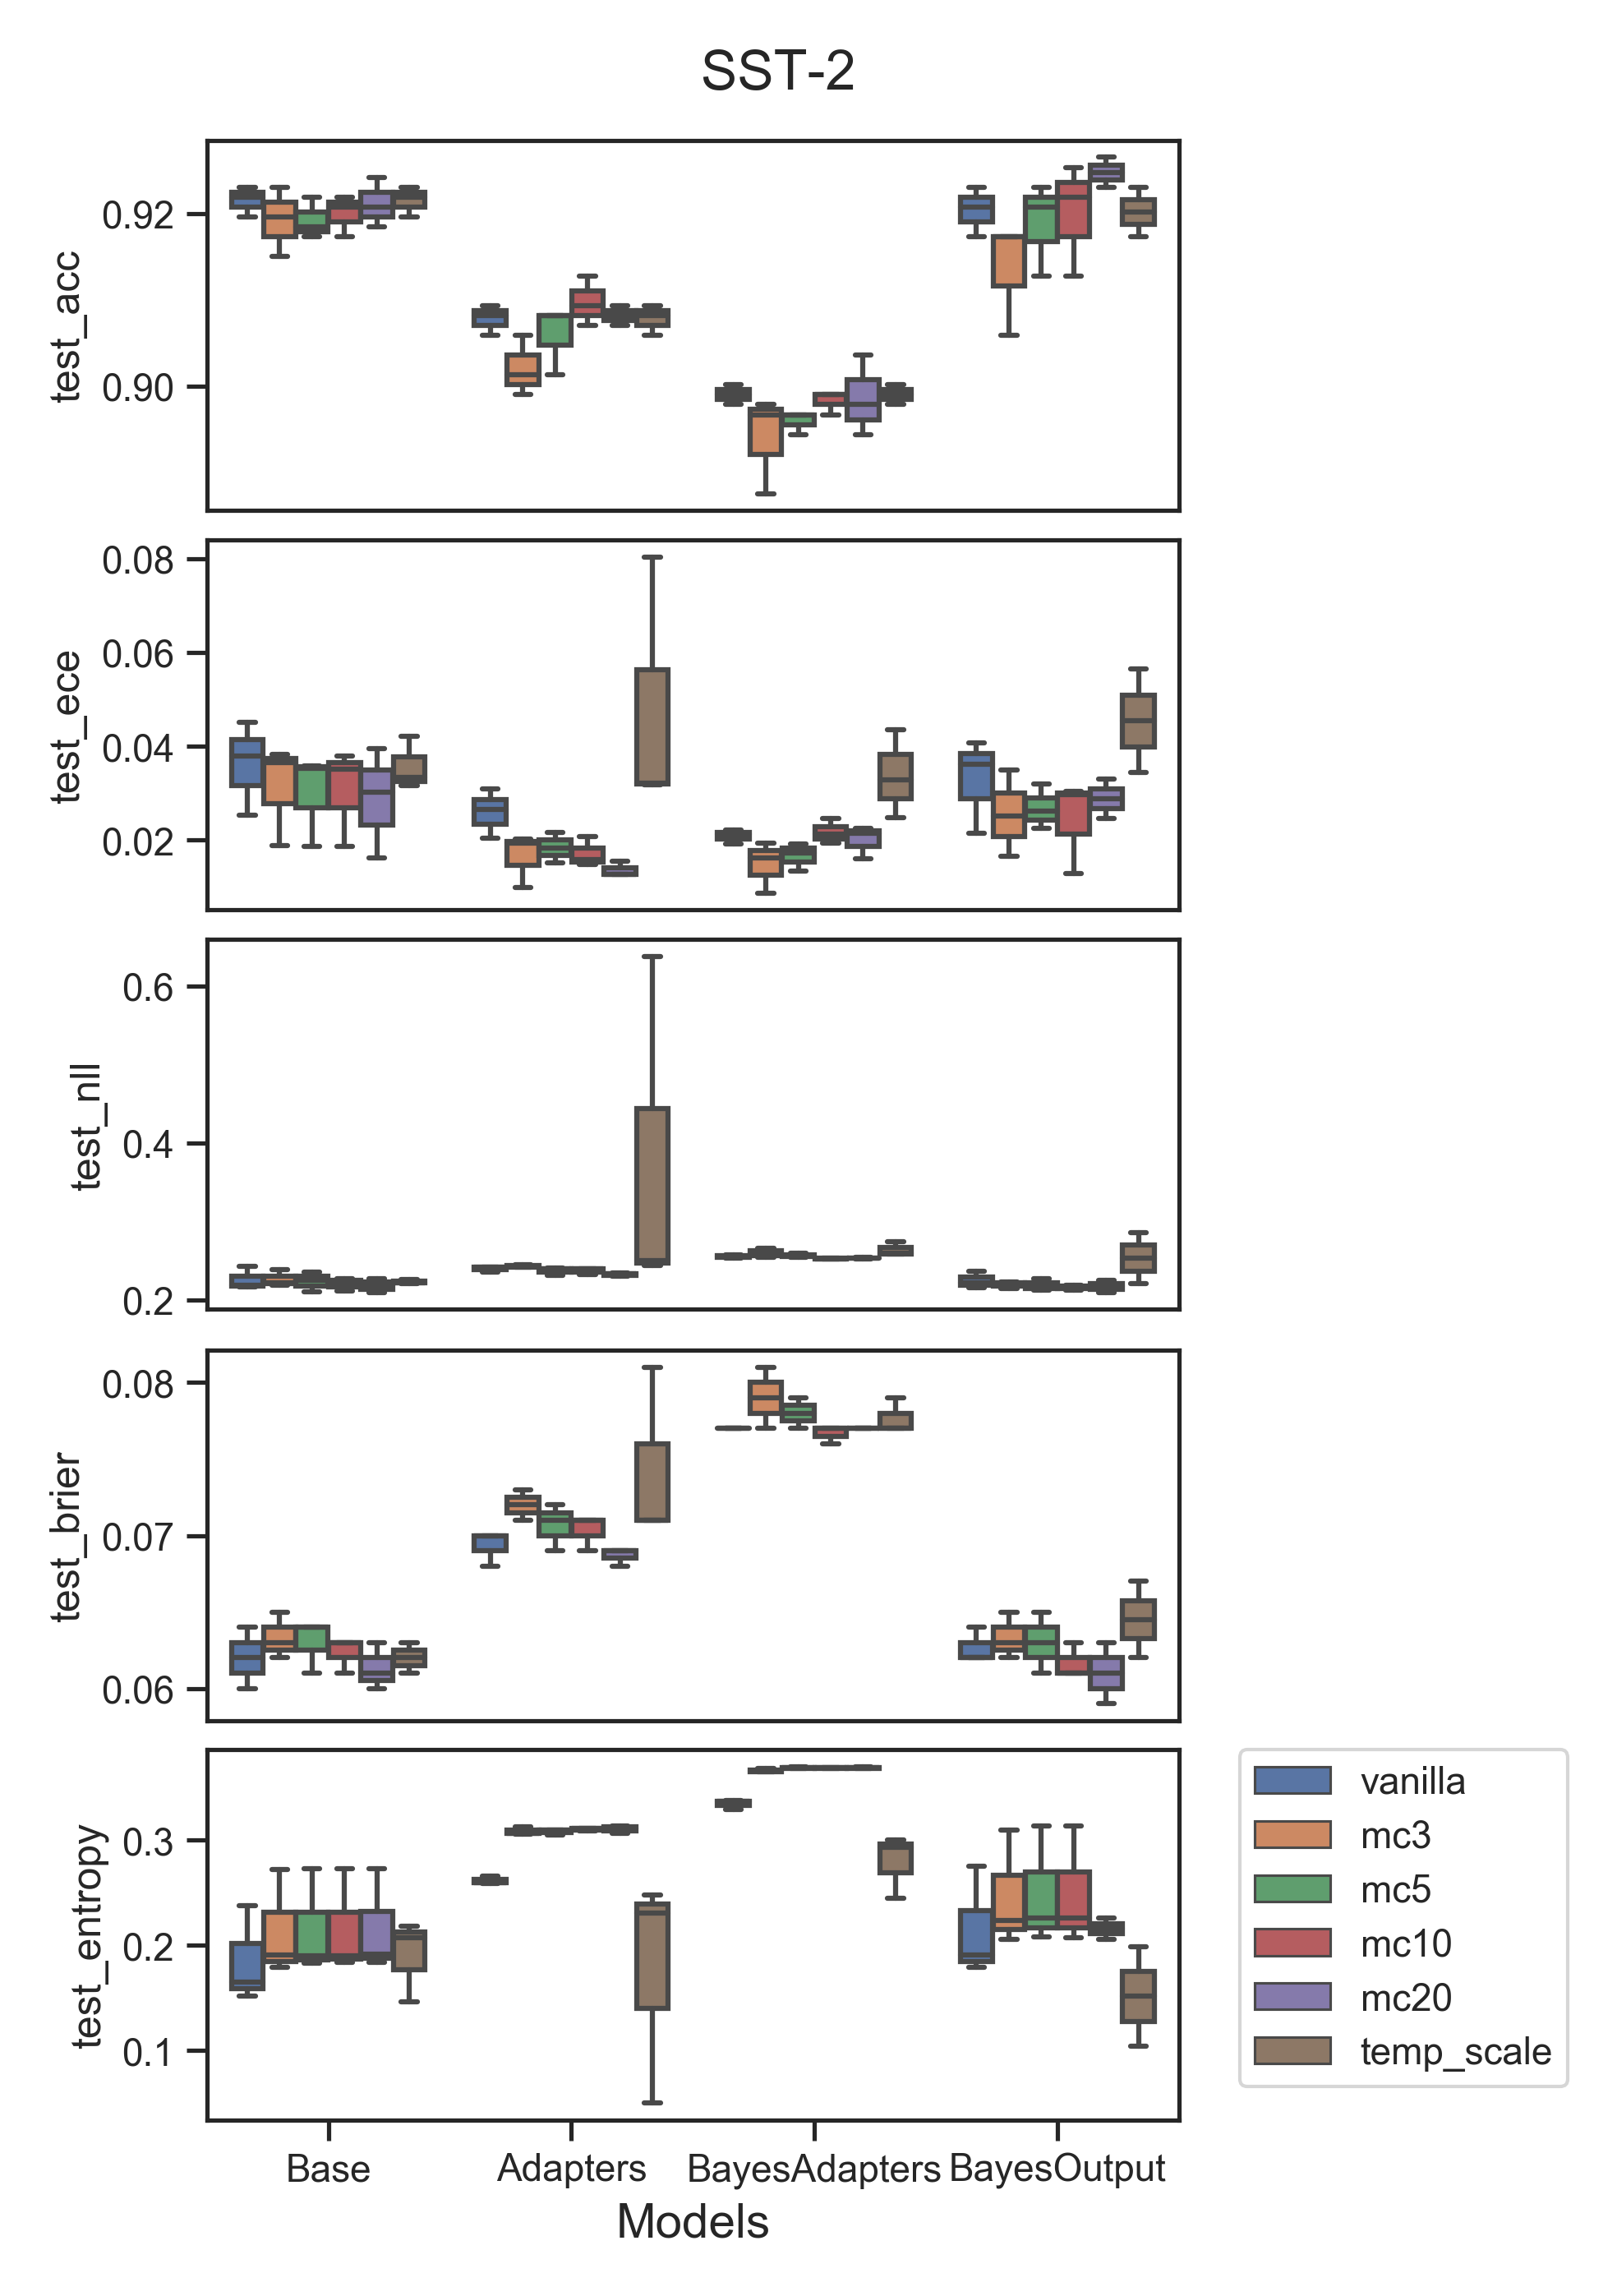 SST-2
test_acc
0.92
0.90
test_ece
0.08
0.06
0.04
0.02
test_nll
0.6
0.4
0.2
test_brier
0.08
0.07
0.06
test_entropy
0.3
0.2
0.1
Base
Adapters
BayesAdapters
BayesOutput
Models
vanilla
mc3
mc5
mc10
mc20
temp_scale